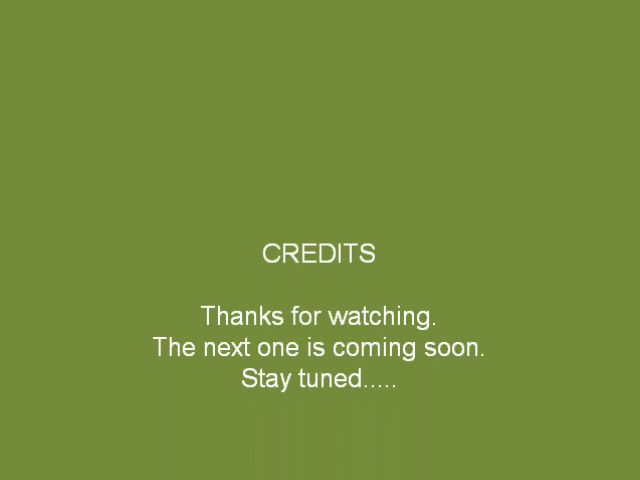 CREDITS
Thanks for watching.
The next one is coming soon.
Stay tuned.....